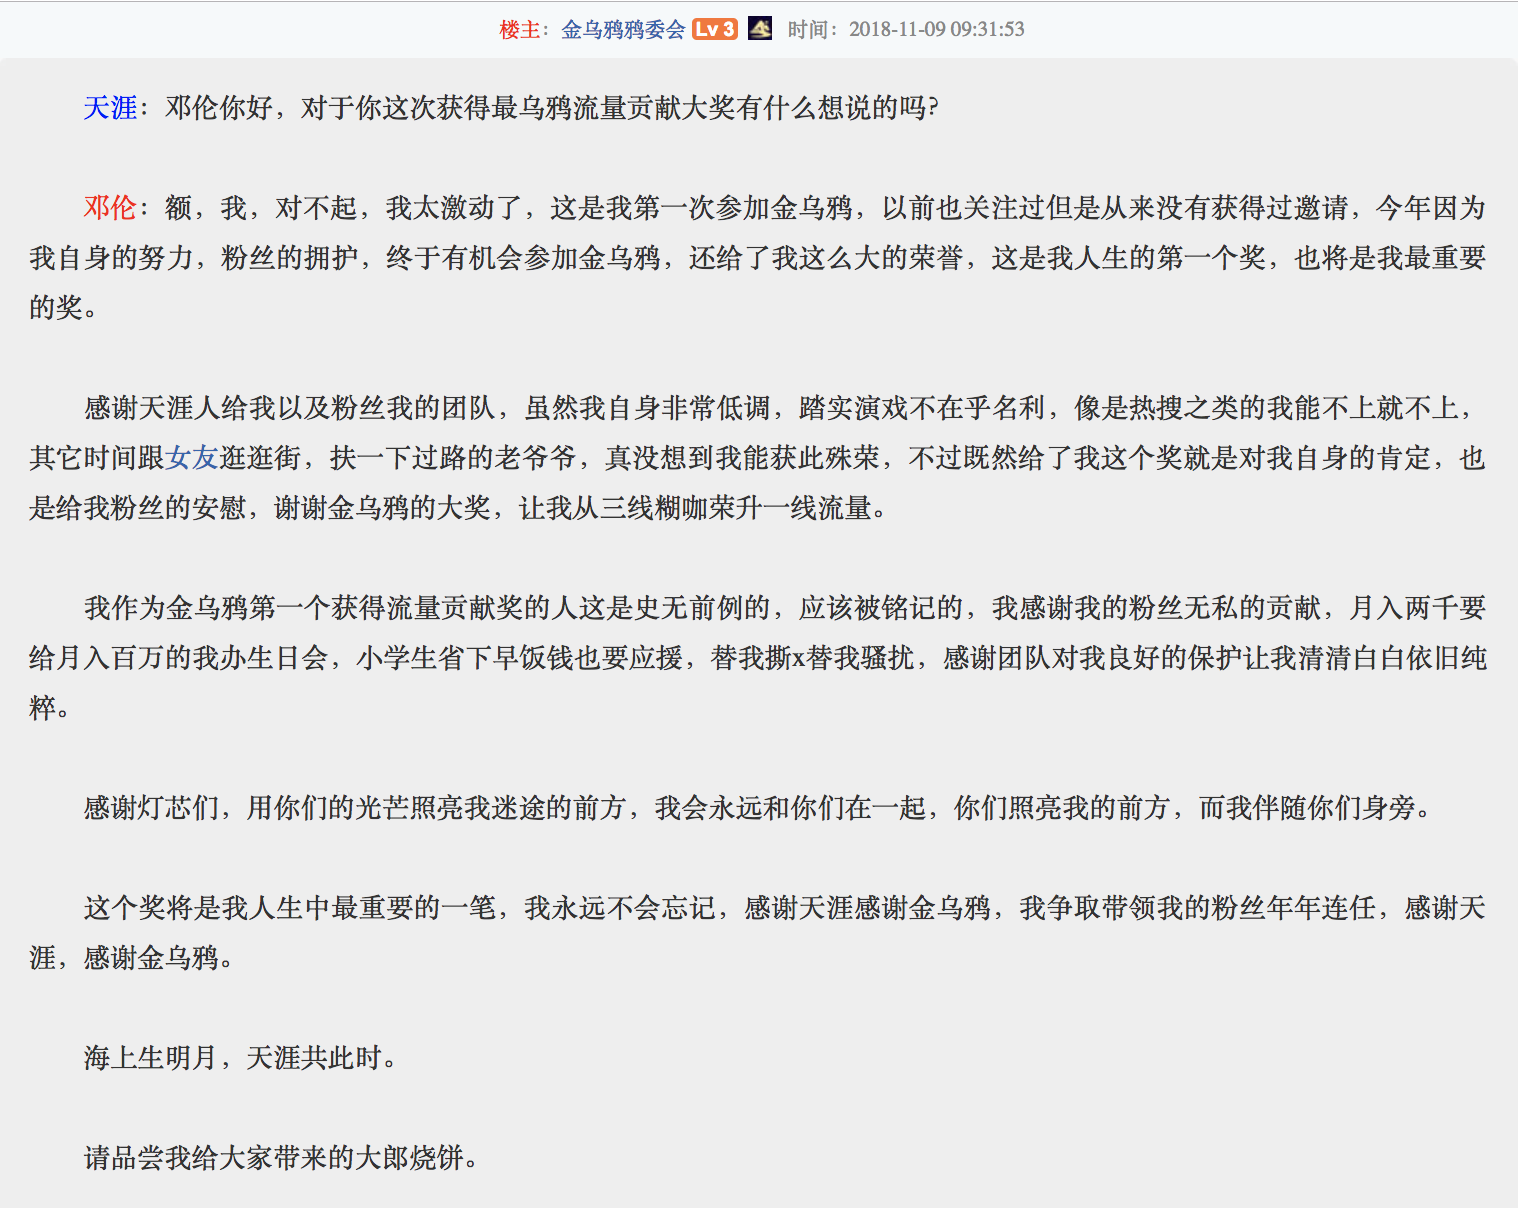 楼主：金乌鸦鸦委会 Lv 3 时间：2018-11-09 09:31:53
天涯：邓伦你好，对于你这次获得最乌鸦流量贡献大奖有什么想说的吗？
邓伦：额，我，对不起，我太激动了，这是我第一次参加金乌鸦，以前也关注过但是从来没有获得过邀请，今年因为
我自身的努力，粉丝的拥护，终于有机会参加金乌鸦，还给了我这么大的荣誉，这是我人生的第一个奖，也将是我最重要
的奖。
感谢天涯人给我以及粉丝我的团队，虽然我自身非常低调，踏实演戏不在乎名利，像是热搜之类的我能不上就不上，
其它时间跟女友逛逛街，扶一下过路的老爷爷，真没想到我能获此殊荣，不过既然给了我这个奖就是对我自身的肯定，也
是给我粉丝的安慰，谢谢金乌鸦的大奖，让我从三线糊咖荣升一线流量。
我作为金乌鸦第一个获得流量贡献奖的人这是史无前例的，应该被铭记的，我感谢我的粉丝无私的贡献，月入两千要
给月入百万的我办生日会，小学生省下早饭钱也要应援，替我撕x替我骚扰，感谢团队对我良好的保护让我清清白白依旧纯
粹。
感谢灯芯们，用你们的光芒照亮我迷途的前方，我会永远和你们在一起，你们照亮我的前方，而我伴随你们身旁。
这个奖将是我人生中最重要的一笔，我永远不会忘记，感谢天涯感谢金乌鸦，我争取带领我的粉丝年年连任，感谢天
涯，感谢金乌鸦。
海上生明月，天涯共此时。
请品尝我给大家带来的大郎烧饼。